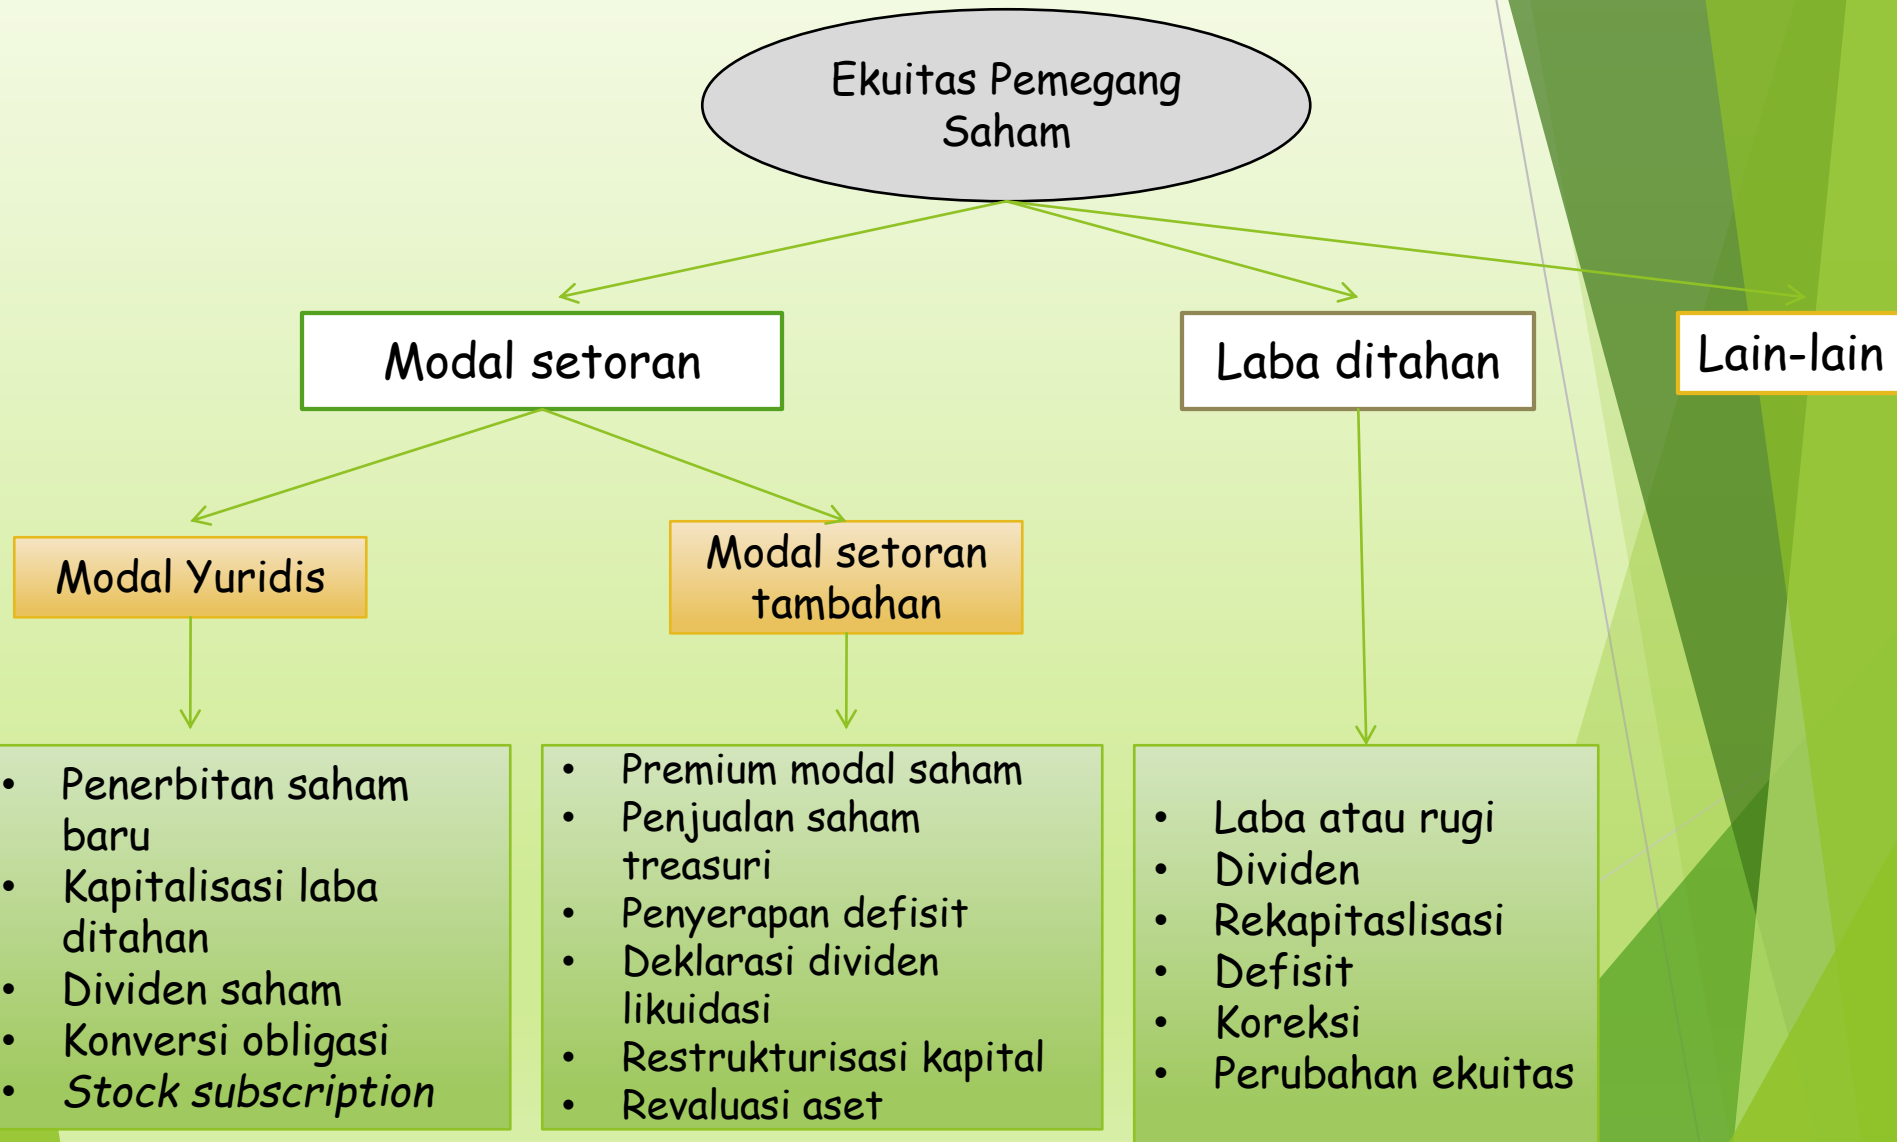 Ekuitas Pemegang
Saham
Modal setoran
Laba ditahan
Lain-lain
Modal Yuridis
Modal setoran
tambahan
• Penerbitan saham
baru
• Kapitalisasi laba
ditahan
• Dividen saham
• Konversi obligasi
• Stock subscription
• Premium modal saham
• Penjualan saham
treasuri
• Penyerapan defisit
• Deklarasi dividen
likuidasi
• Restrukturisasi kapital
• Revaluasi aset
• Laba atau rugi
• Dividen
• Rekapitaslisasi
• Defisit
• Koreksi
• Perubahan ekuitas